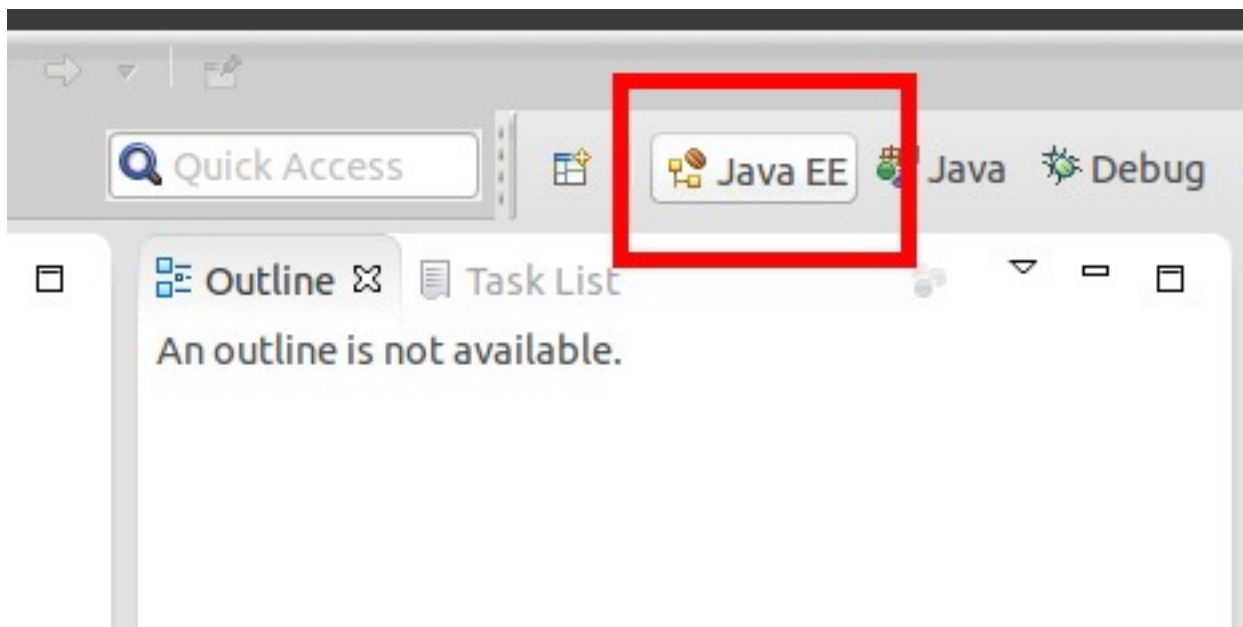 Quick Access Java EE Java Debug
Outline Task List
An outline is not available.